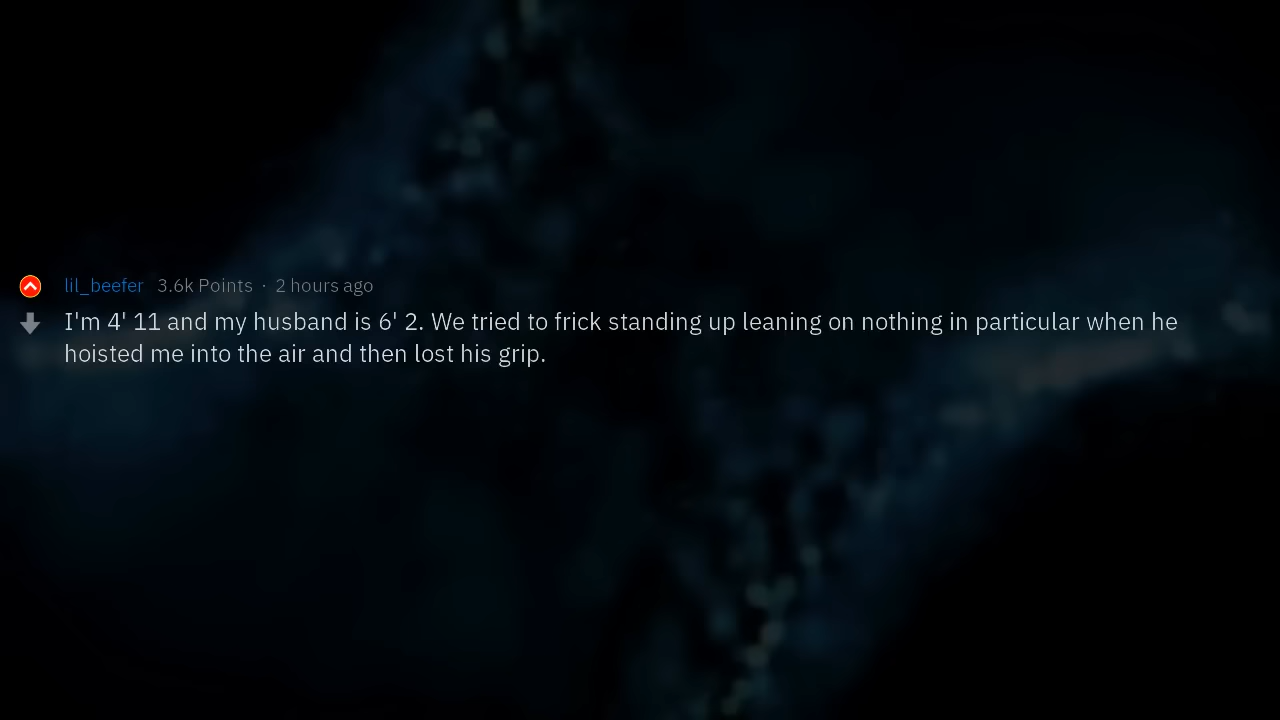 lil_beefer 3.6k Points · 2 hours ago
I'm 4' 11 and my husband is 6' 2. We tried to frick standing up leaning on nothing in particular when he
hoisted me into the air and then lost his grip.